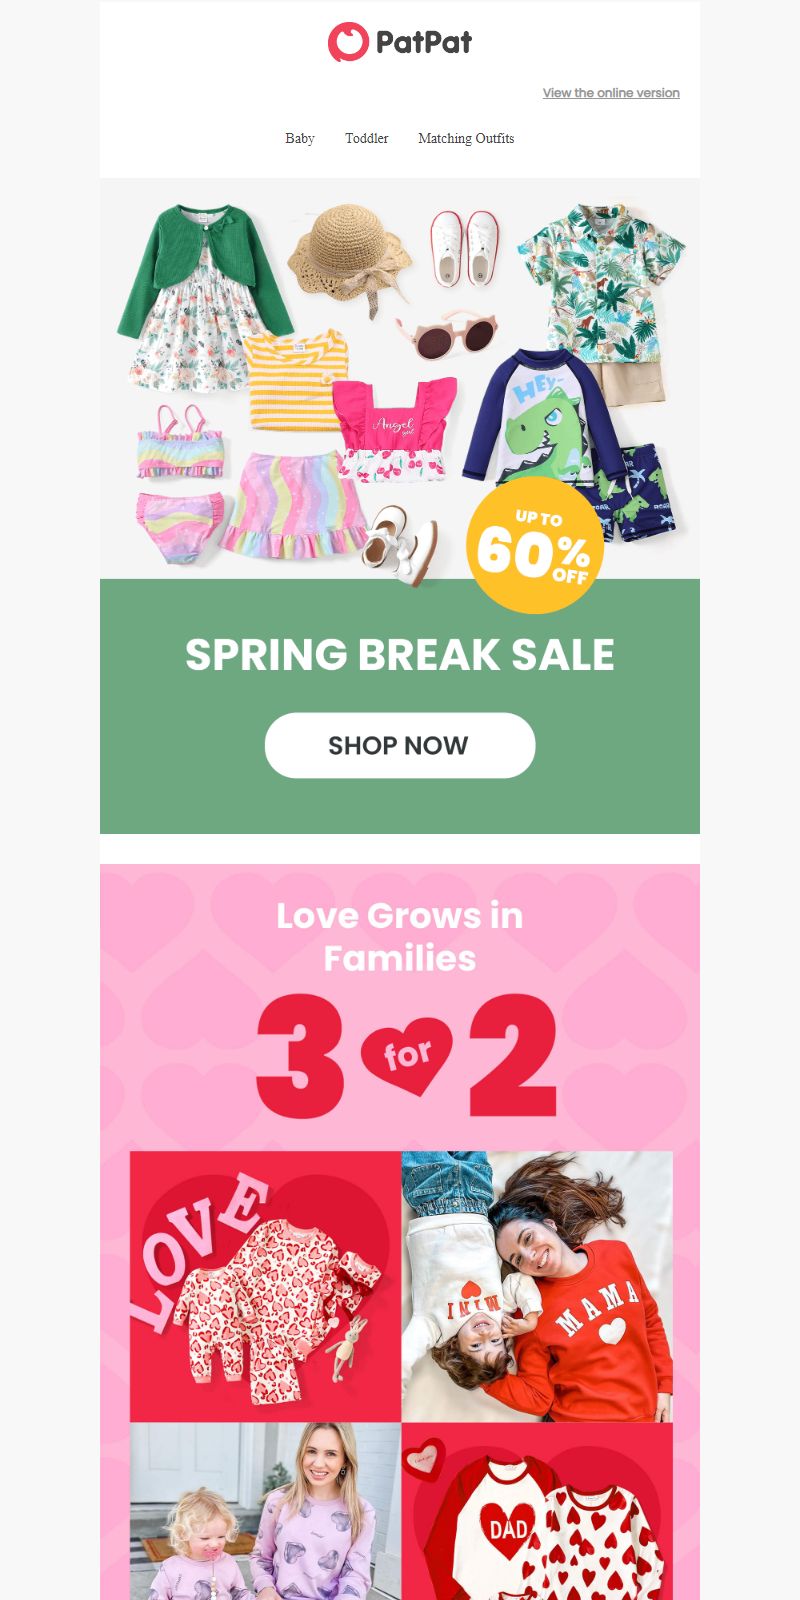 PatPat
View the online version
Baby Toddler Matching Outfits
HEY~
Angel
girl
ROAR
UP TO
60%
OFF
SPRING BREAK SALE
SHOP NOW
Love Grows in
Families
3 for 2
LOVE
MINI
MAMA
DAD